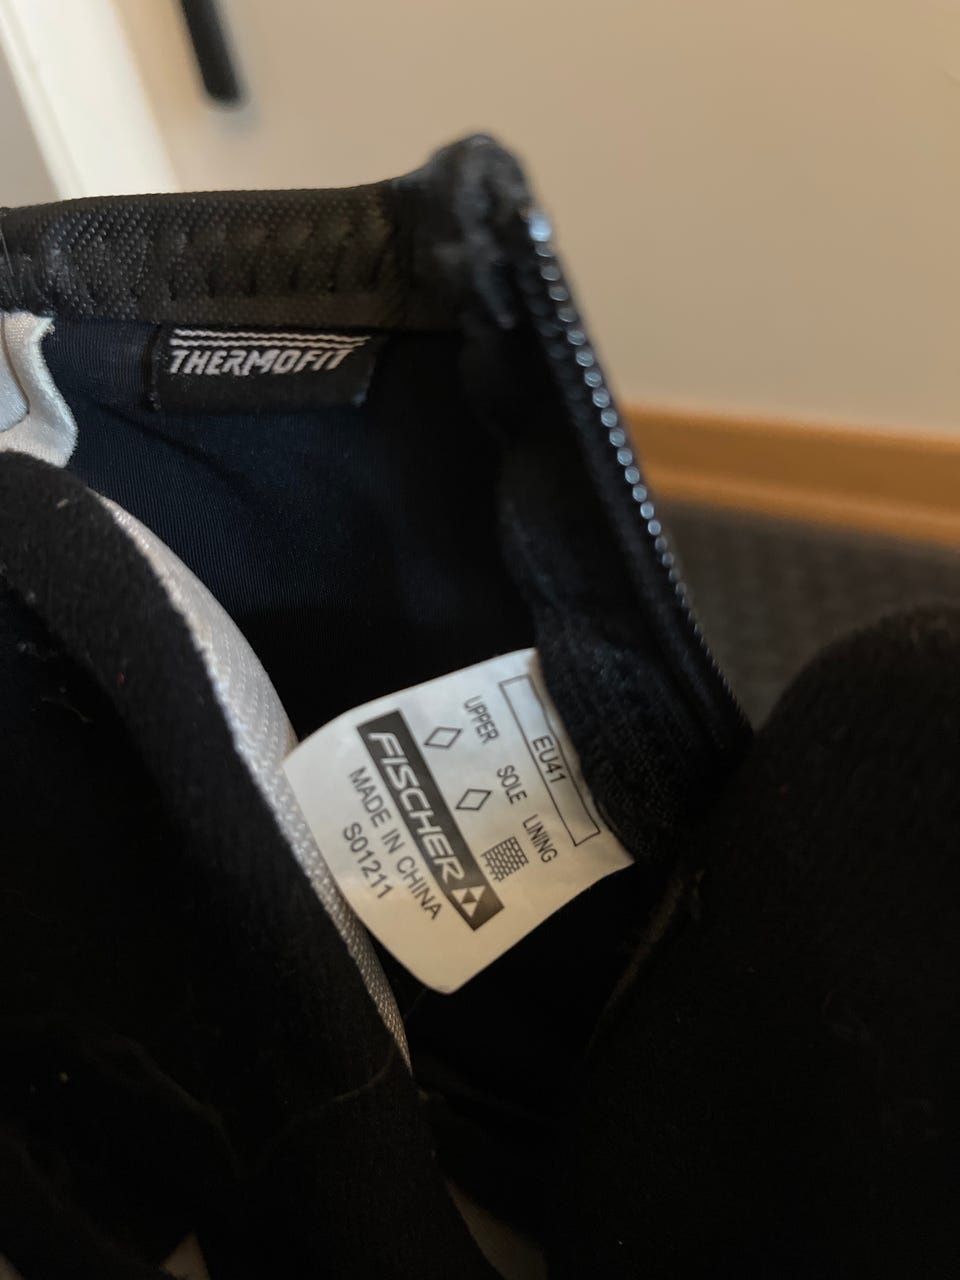 THERMOFIT
EU41
UPPER SOLE LINING
FISCHER
MADE IN CHINA
S01211